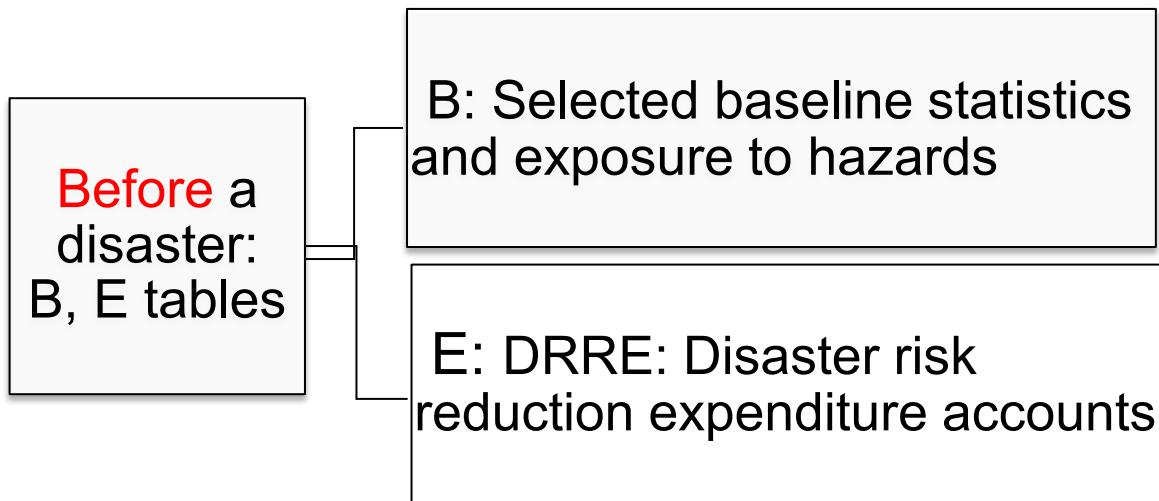 Before a
disaster:
B, E tables
B: Selected baseline statistics
and exposure to hazards
E: DRRE: Disaster risk
reduction expenditure accounts